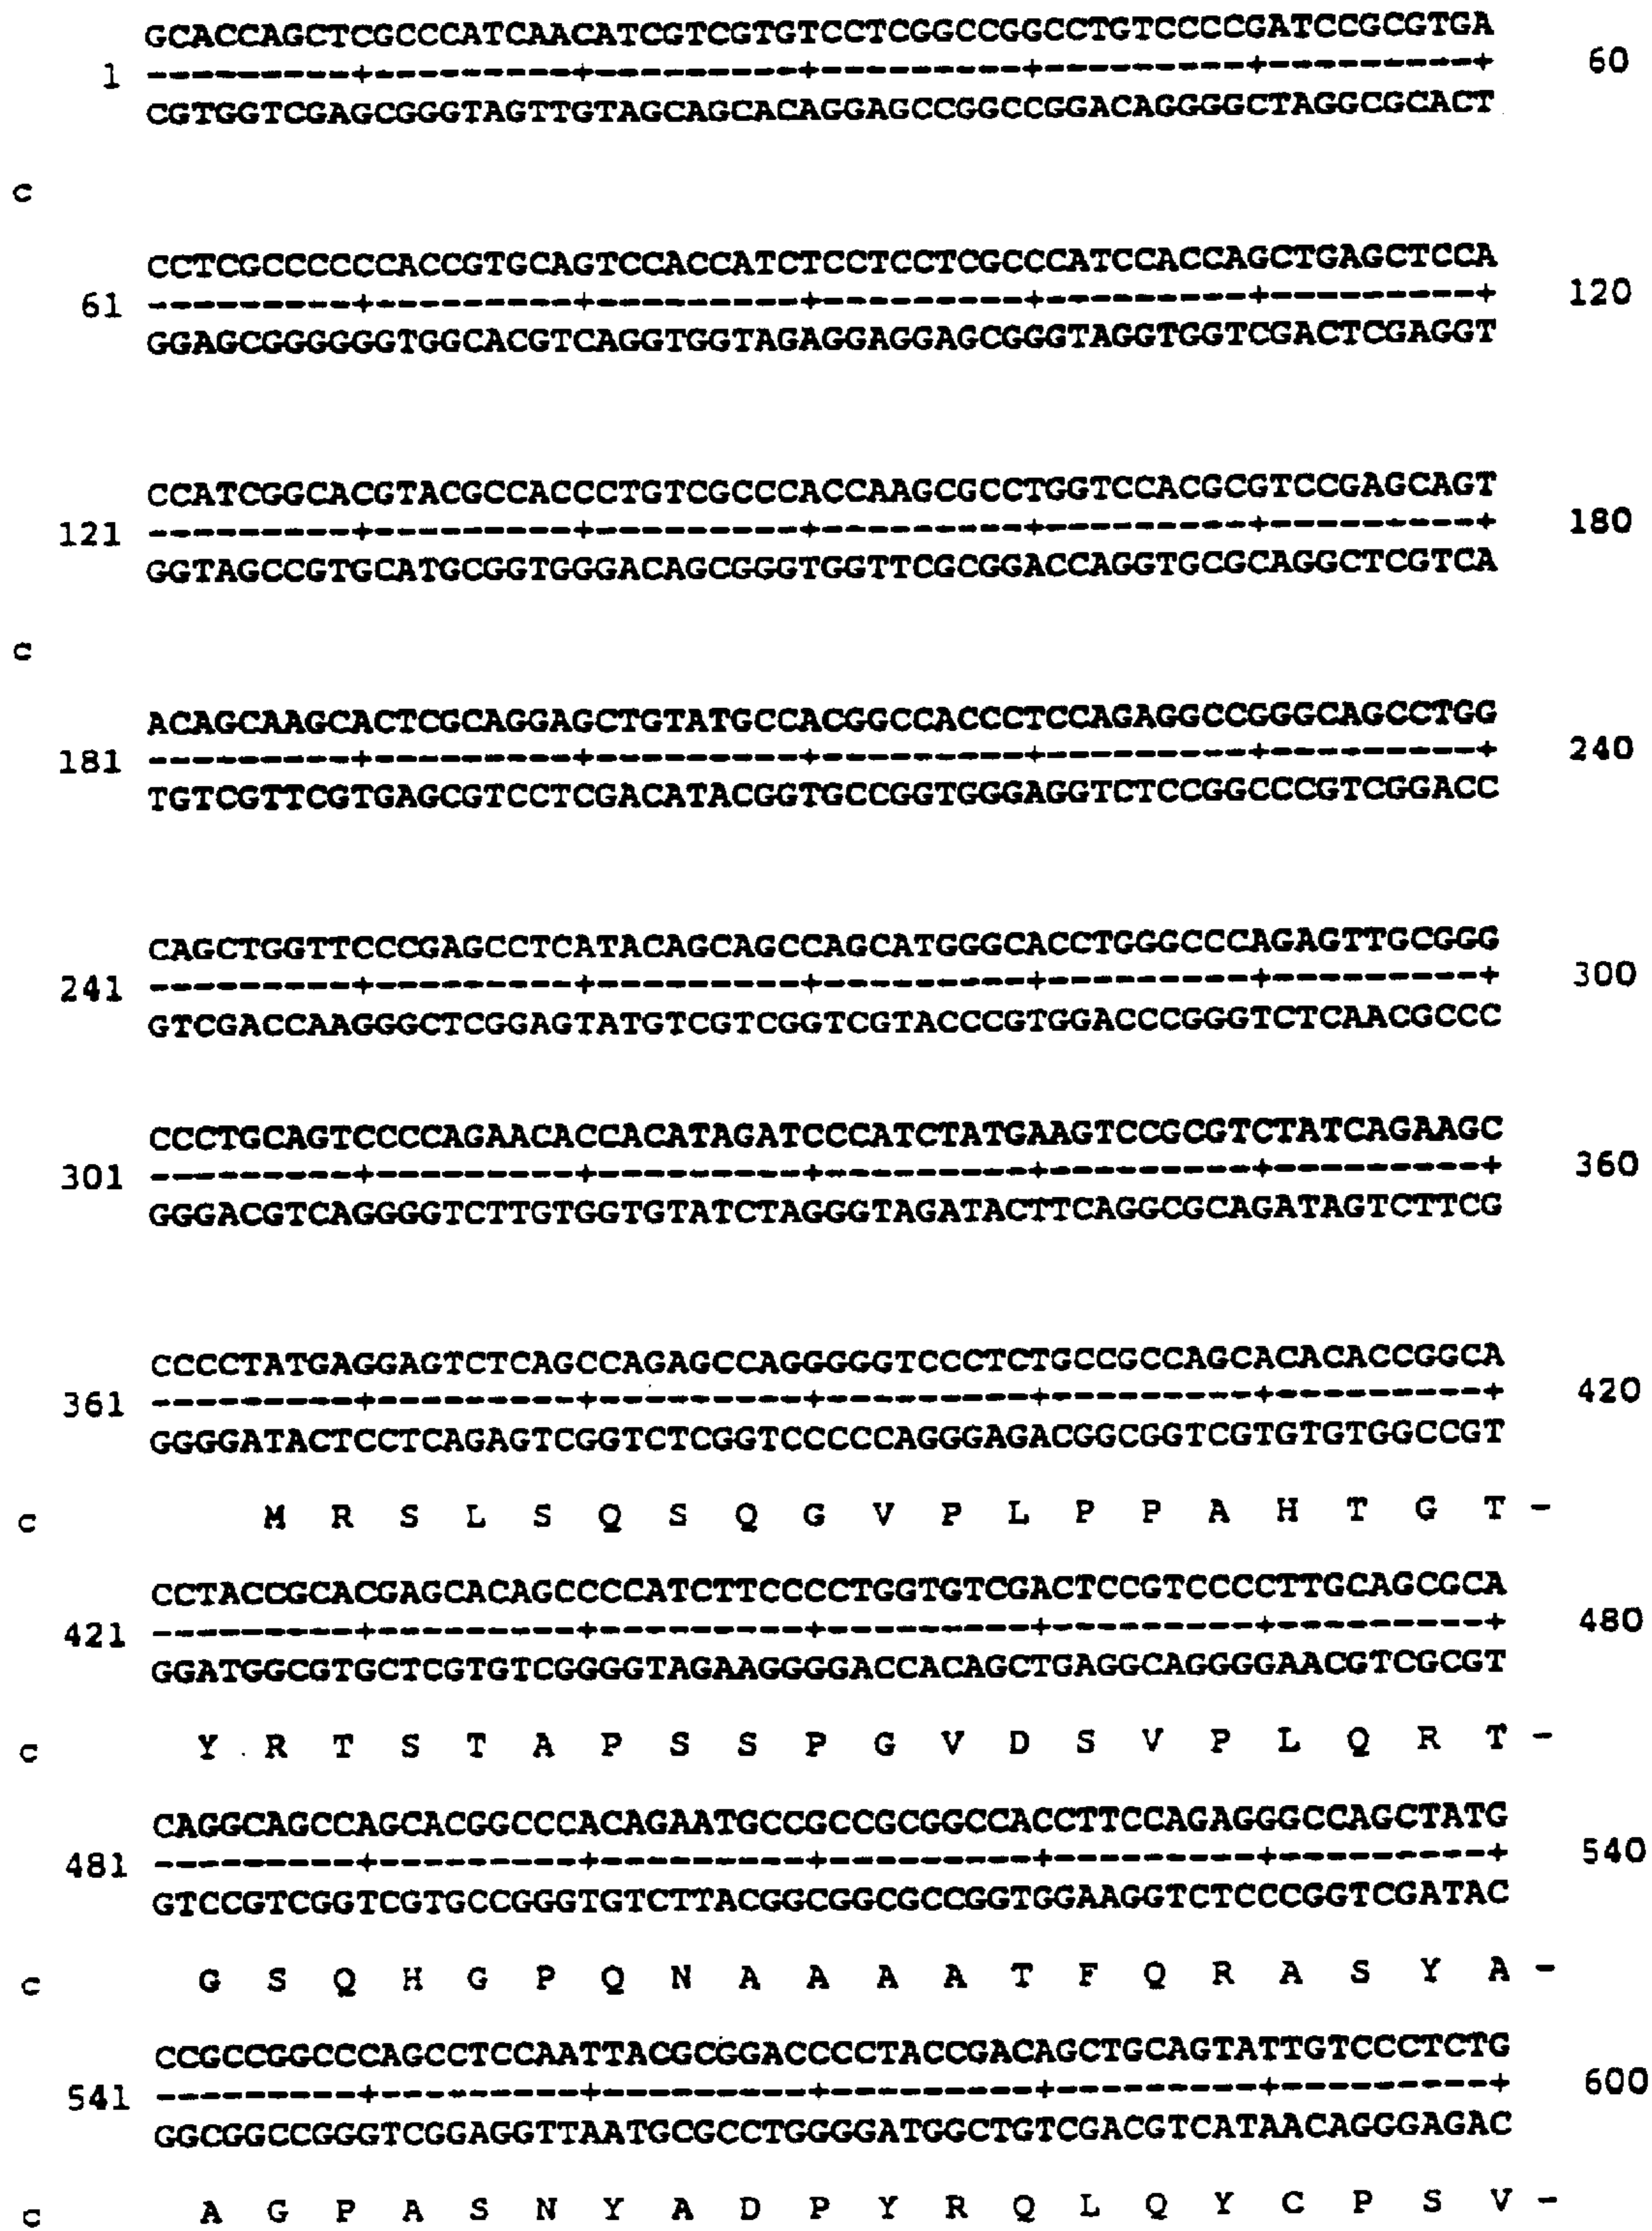 GCACCAGCTCGCCCATCAACATCGTCGTGTCCTCGGCCGGCCTGTCCCCGATCCGCGTGA
1 ---------+---------+---------+---------+---------+---------+ 60
CGTGGTCGAGCGGGTAGTTGTAGCAGCACAGGAGCCGGCCGGACAGGGGCTAGGCGCACT
c
CCTCGCCCCCCACCGTGCAGTCCACCATCTCCTCCTCGCCCATCCACCAGCTGAGCTCCA
61 ---------+---------+---------+---------+---------+---------+ 120
GGAGCGGGGGGTGGCACGTCAGGTGGTAGAGGAGGAGCGGGTAGGTGGTCGACTCGAGGT
CCATCGGCACGTACGCCACCCTGTCGCCCACCAAGCGCCTGGTCCACGCGTCCGAGCAGT
121 ---------+---------+---------+---------+---------+---------+ 180
GGTAGCCGTGCATGCGGTGGGACAGCGGGTGGTTCGCGGACCAGGTGCGCAGGCTCGTCA
c
ACAGCAAGCACTCGCAGGAGCTGTATGCCACGGCCACCCTCCAGAGGCCGGGCAGCCTGG
181 ---------+---------+---------+---------+---------+---------+ 240
TGTCGTTCGTGAGCGTCCTCGACATACGGTGCCGGTGGGAGGTCTCCGGCCCGTCGGACC
CAGCTGGTTCCCGAGCCTCATACAGCAGCCAGCATGGGCACCTGGGCCCAGAGTTGCGGG
241 ---------+---------+---------+---------+---------+---------+ 300
GTCGACCAAGGGCTCGGAGTATGTCGTCGGTCGTACCCGTGGACCCGGGTCTCAACGCCC
CCCTGCAGTCCCCAGAACACCACATAGATCCCATCTATGAAGTCCGCGTCTATCAGAAGC
301 ---------+---------+---------+---------+---------+---------+ 360
GGGACGTCAGGGGTCTTGTGGTGTATCTAGGGTAGATACTTCAGGCGCAGATAGTCTTCG
CCCCTATGAGGAGTCTCAGCCAGAGCCAGGGGGTCCCTCTGCCGCCAGCACACACCGGCA
361 ---------+---------+---------+---------+---------+---------+ 420
GGGGATACTCCTCAGAGTCGGTCTCGGTCCCCCAGGGAGACGGCGGTCGTGTGTGGCCGT
c M R S L S Q S Q G V P L P P A H T G T -
CCTACCGCACGAGCACAGCCCCATCTTCCCCTGGTGTCGACTCCGTCCCCTTGCAGCGCA
421 ---------+---------+---------+---------+---------+---------+ 480
GGATGGCGTGCTCGTGTCGGGGTAGAAGGGGACCACAGCTGAGGCAGGGGAACGTCGCGT
c Y R T S T A P S S P G V D S V P L Q R T -
CAGGCAGCCAGCACGGCCCACAGAATGCCGCCGCGGCCACCTTCCAGAGGGCCAGCTATG
481 ---------+---------+---------+---------+---------+---------+ 540
GTCCGTCGGTCGTGCCGGGTGTCTTACGGCGGCGCCGGTGGAAGGTCTCCCGGTCGATAC
c G S Q H G P Q N A A A A T F Q R A S Y A -
CCGCCGGCCCAGCCTCCAATTACGCGGACCCCTACCGACAGCTGCAGTATTGTCCCTCTG
541 ---------+---------+---------+---------+---------+---------+ 600
GGCGGCCGGGTCGGAGGTTAATGCGCCTGGGGATGGCTGTCGACGTCATAACAGGGAGAC
c A G P A S N Y A D P Y R Q L Q Y C P S V -